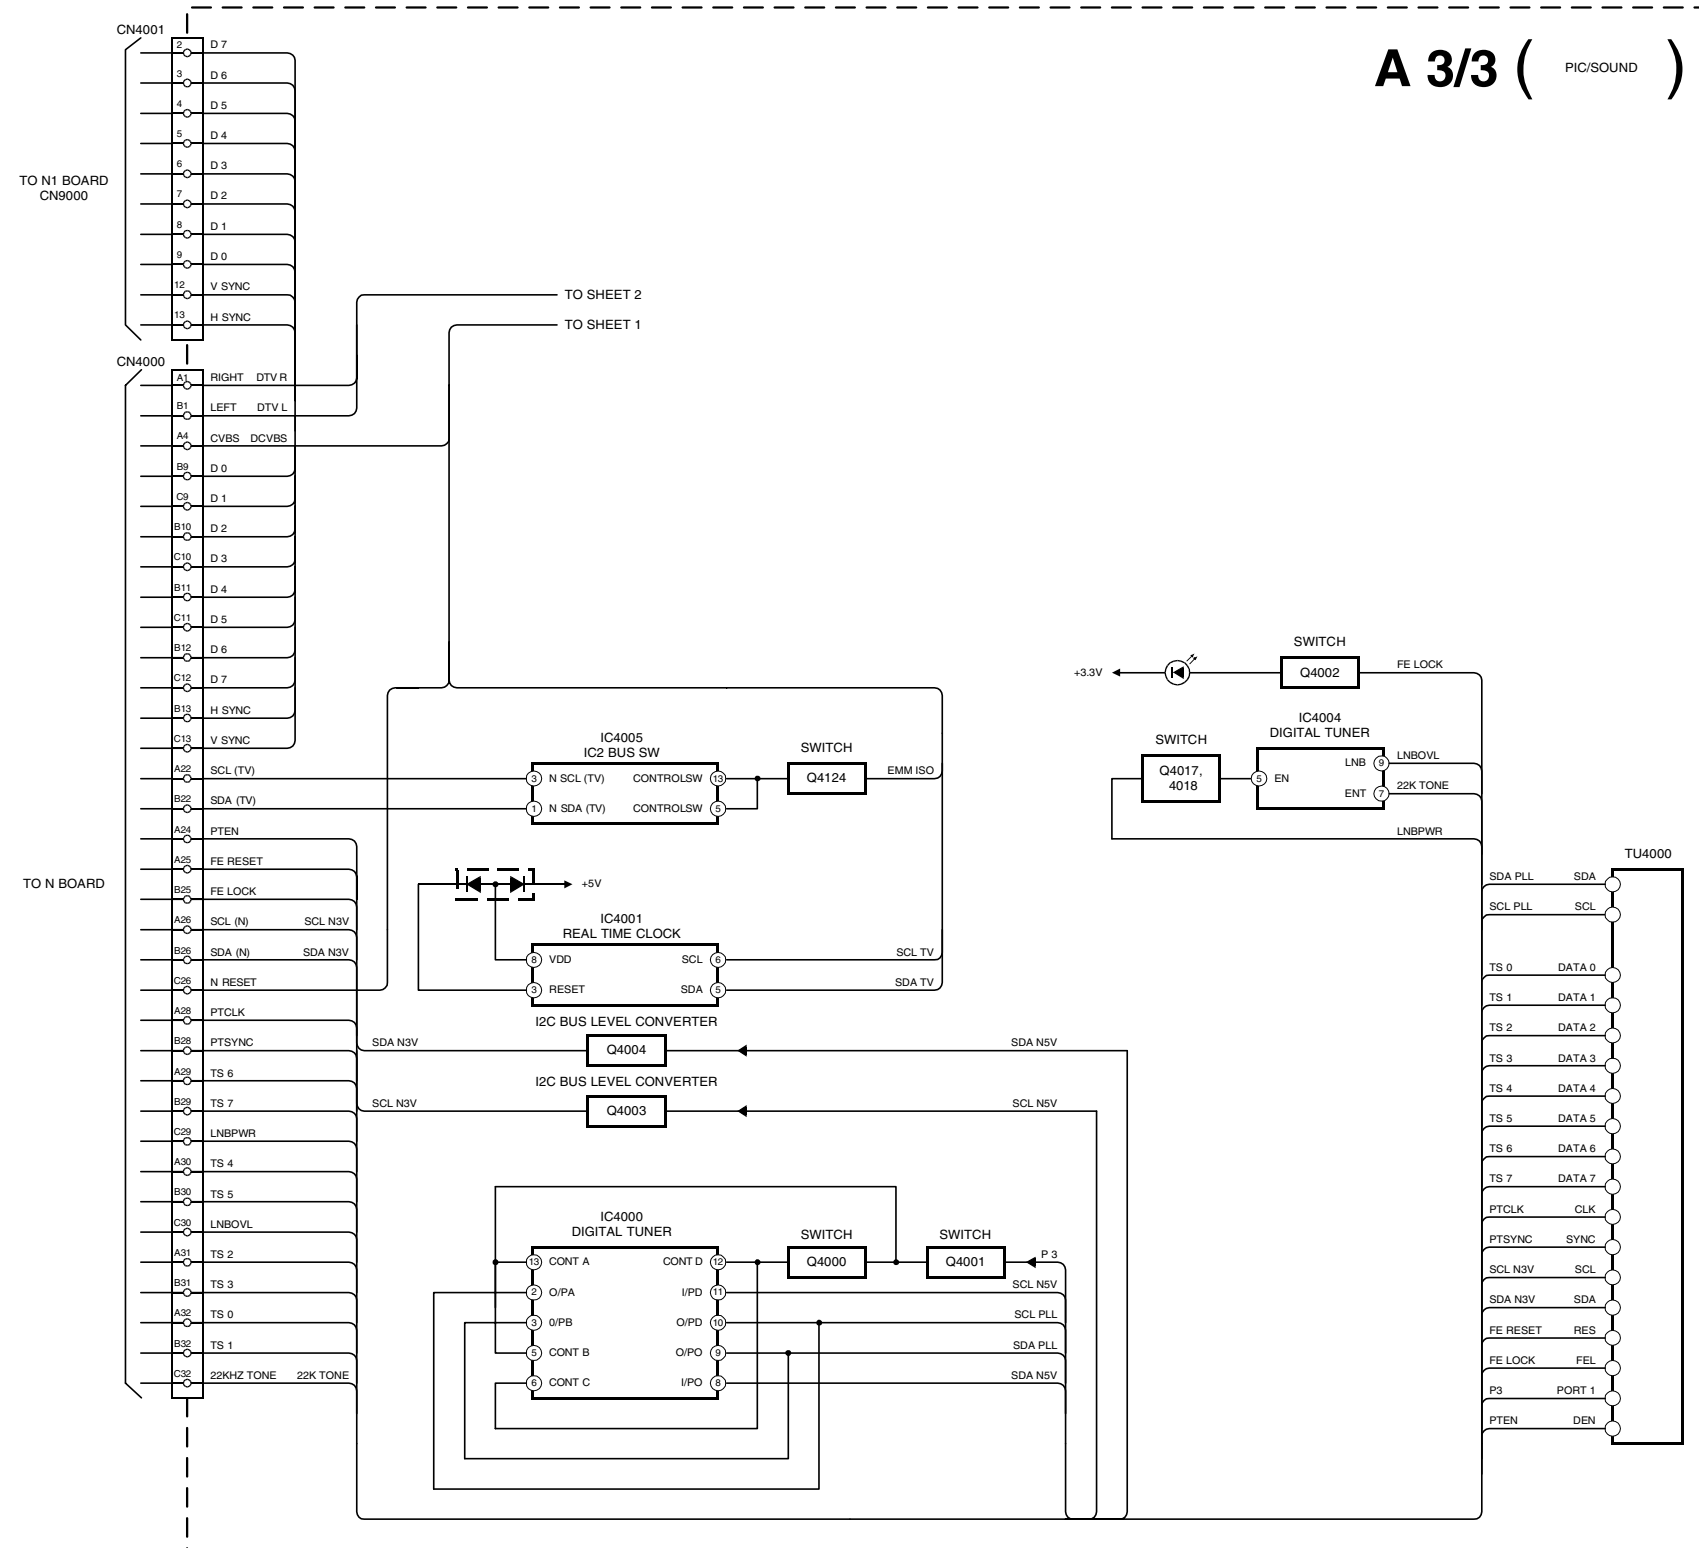 A 3/3 ( PIC/SOUND )
CN4001
2 D 7
3 D 6
4 D 5
5 D 4
6 D 3
7 D 2
8 D 1
9 D 0
12 V SYNC
13 H SYNC
TO N1 BOARD
CN9000
TO SHEET 2
TO SHEET 1
CN4000
A1 RIGHT DTV R
B1 LEFT DTV L
A4 CVBS DCVBS
B9 D 0
C9 D 1
B10 D 2
C10 D 3
B11 D 4
C11 D 5
B12 D 6
C12 D 7
B13 H SYNC
C13 V SYNC
A22 SCL (TV)
B22 SDA (TV)
A24 PTEN
A25 FE RESET
B25 FE LOCK
A26 SCL (N) SCL N3V
B26 SDA (N) SDA N3V
C26 N RESET
A28 PTCLK
B28 PTSYNC
A29 TS 6
B29 TS 7
C29 LNBPWR
A30 TS 4
B30 TS 5
C30 LNBOVL
A31 TS 2
B31 TS 3
A32 TS 0
B32 TS 1
C32 22KHZ TONE 22K TONE
TO N BOARD
IC4005
IC2 BUS SW
3 N SCL (TV) CONTROLSW 13
1 N SDA (TV) CONTROLSW 5
SWITCH
Q4124
EMM ISO
+5V
IC4001
REAL TIME CLOCK
8 VDD SCL 6 SCL TV
3 RESET SDA 5 SDA TV
I2C BUS LEVEL CONVERTER
SDA N3V Q4004 SDA N5V
I2C BUS LEVEL CONVERTER
SCL N3V Q4003 SCL N5V
IC4000
DIGITAL TUNER
13 CONT A CONT D 12
2 O/PA I/PD 11 SCL N5V
3 0/PB O/PD 10 SCL PLL
5 CONT B O/PO 9 SDA PLL
6 CONT C I/PO 8 SDA N5V
SWITCH
Q4000
SWITCH
Q4001
P 3
SWITCH
+3.3V Q4002 FE LOCK
IC4004
DIGITAL TUNER
SWITCH
Q4017,
4018
5 EN
LNB 9 LNBOVL
ENT 7 22K TONE
LNBPWR
TU4000
SDA PLL SDA
SCL PLL SCL
TS 0 DATA 0
TS 1 DATA 1
TS 2 DATA 2
TS 3 DATA 3
TS 4 DATA 4
TS 5 DATA 5
TS 6 DATA 6
TS 7 DATA 7
PTCLK CLK
PTSYNC SYNC
SCL N3V SCL
SDA N3V SDA
FE RESET RES
FE LOCK FEL
P3 PORT 1
PTEN DEN